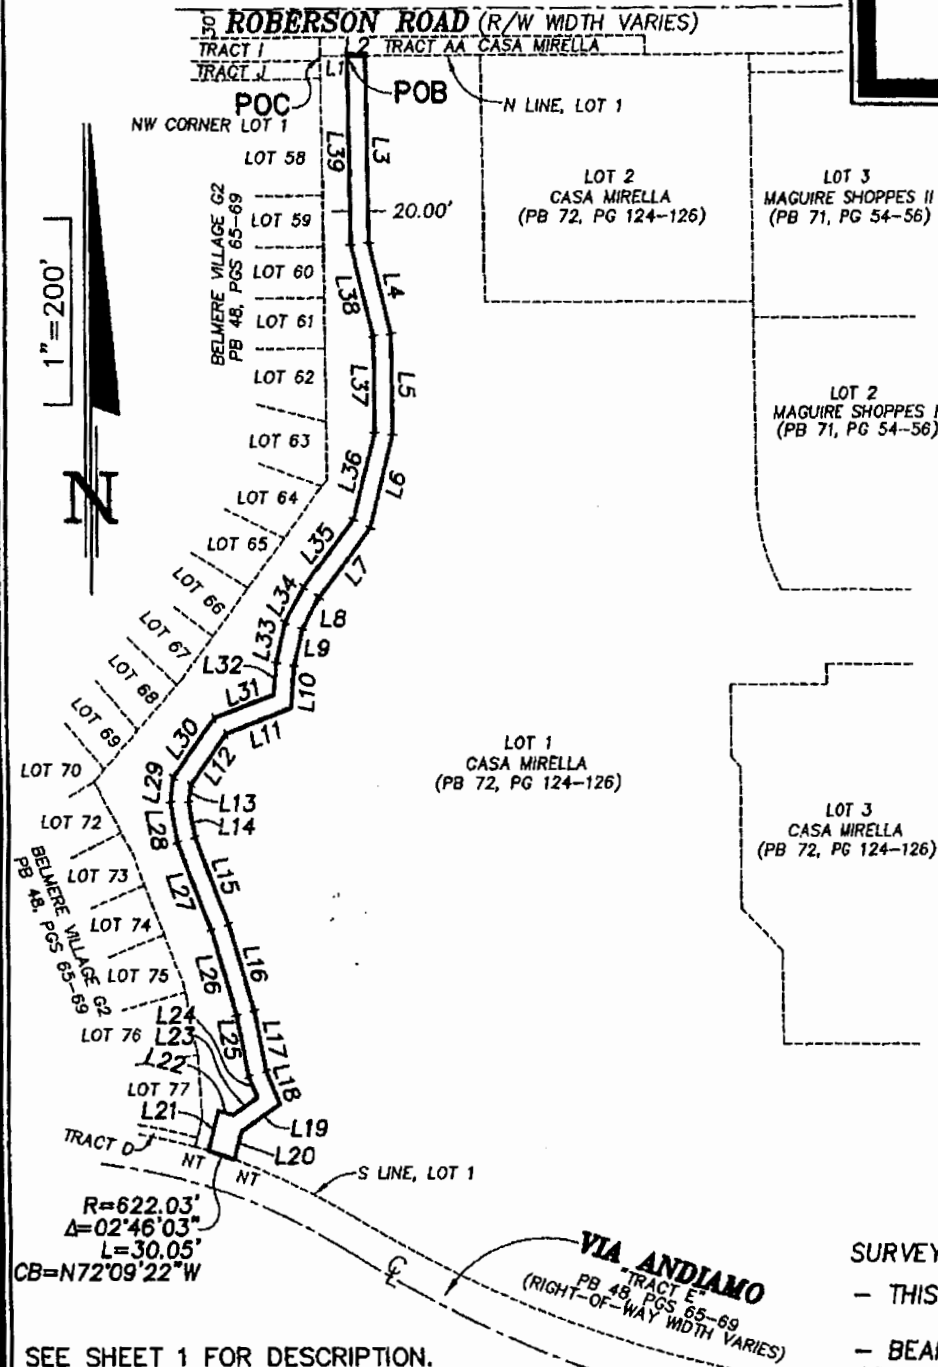 30'
ROBERSON ROAD (R/W WIDTH VARIES)
TRACT I
L2
TRACT AA CASA MIRELLA
TRACT J
L1
POC
POB
N LINE, LOT 1
NW CORNER LOT 1
LOT 58
L39
L3
LOT 2
CASA MIRELLA
(PB 72, PG 124-126)
LOT 3
MAGUIRE SHOPPES II
(PB 71, PG 54-56)
BELMERE VILLAGE G2
PB 48, PGS 65-69
LOT 59
20.00'
1"=200'
LOT 60
L38
L4
LOT 61
LOT 62
L37
L5
LOT 2
MAGUIRE SHOPPES I
(PB 71, PG 54-56)
LOT 63
L36
L6
N
LOT 64
LOT 65
L35
L7
LOT 66
L34
L8
LOT 67
L33
L9
L32
LOT 68
L31
L10
LOT 69
L30
L11
LOT 1
CASA MIRELLA
(PB 72, PG 124-126)
L12
LOT 70
L29
L13
LOT 72
L28
L14
LOT 3
CASA MIRELLA
(PB 72, PG 124-126)
BELMERE VILLAGE G2
PB 48, PGS 65-69
LOT 73
L15
L27
LOT 74
LOT 75
L26
L16
L24
LOT 76
L23
L25
L17
L22
L18
LOT 77
L21
L19
TRACT D
L20
NT
NT
S LINE, LOT 1
R=622.03'
Δ=02°46'03"
L=30.05'
CB=N72°09'22"W
CL
VIA ANDIAMO
"TRACT E"
PB 48, PGS 65-69
(RIGHT-OF-WAY WIDTH VARIES)
SURVEY
- THIS
- BEA
SEE SHEET 1 FOR DESCRIPTION.